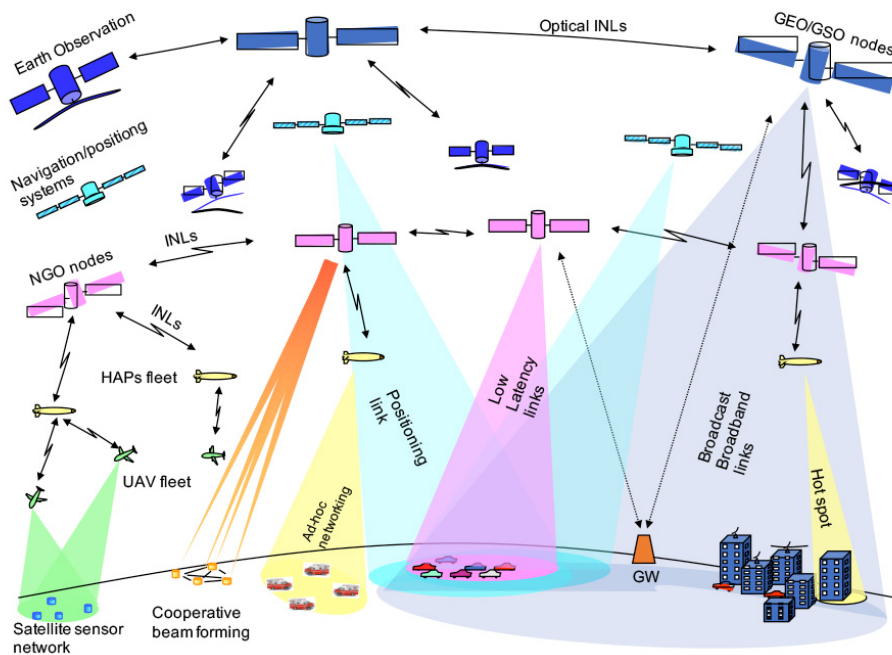 Earth Observation
Optical INLs
GEO/GSO nodes
Navigation/positiong
systems
INLs
NGO nodes
INLs
HAPs fleet
UAV fleet
Positioning
link
Low
Latency
links
Broadcast
Broadband
links
Hot spot
Ad-hoc
networking
GW
Satellite sensor
network
Cooperative
beam forming